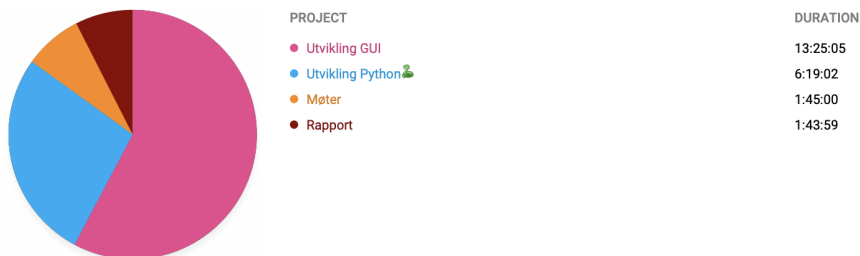 PROJECT DURATION
Utvikling GUI 13:25:05
Utvikling Python🐍 6:19:02
Møter 1:45:00
Rapport 1:43:59